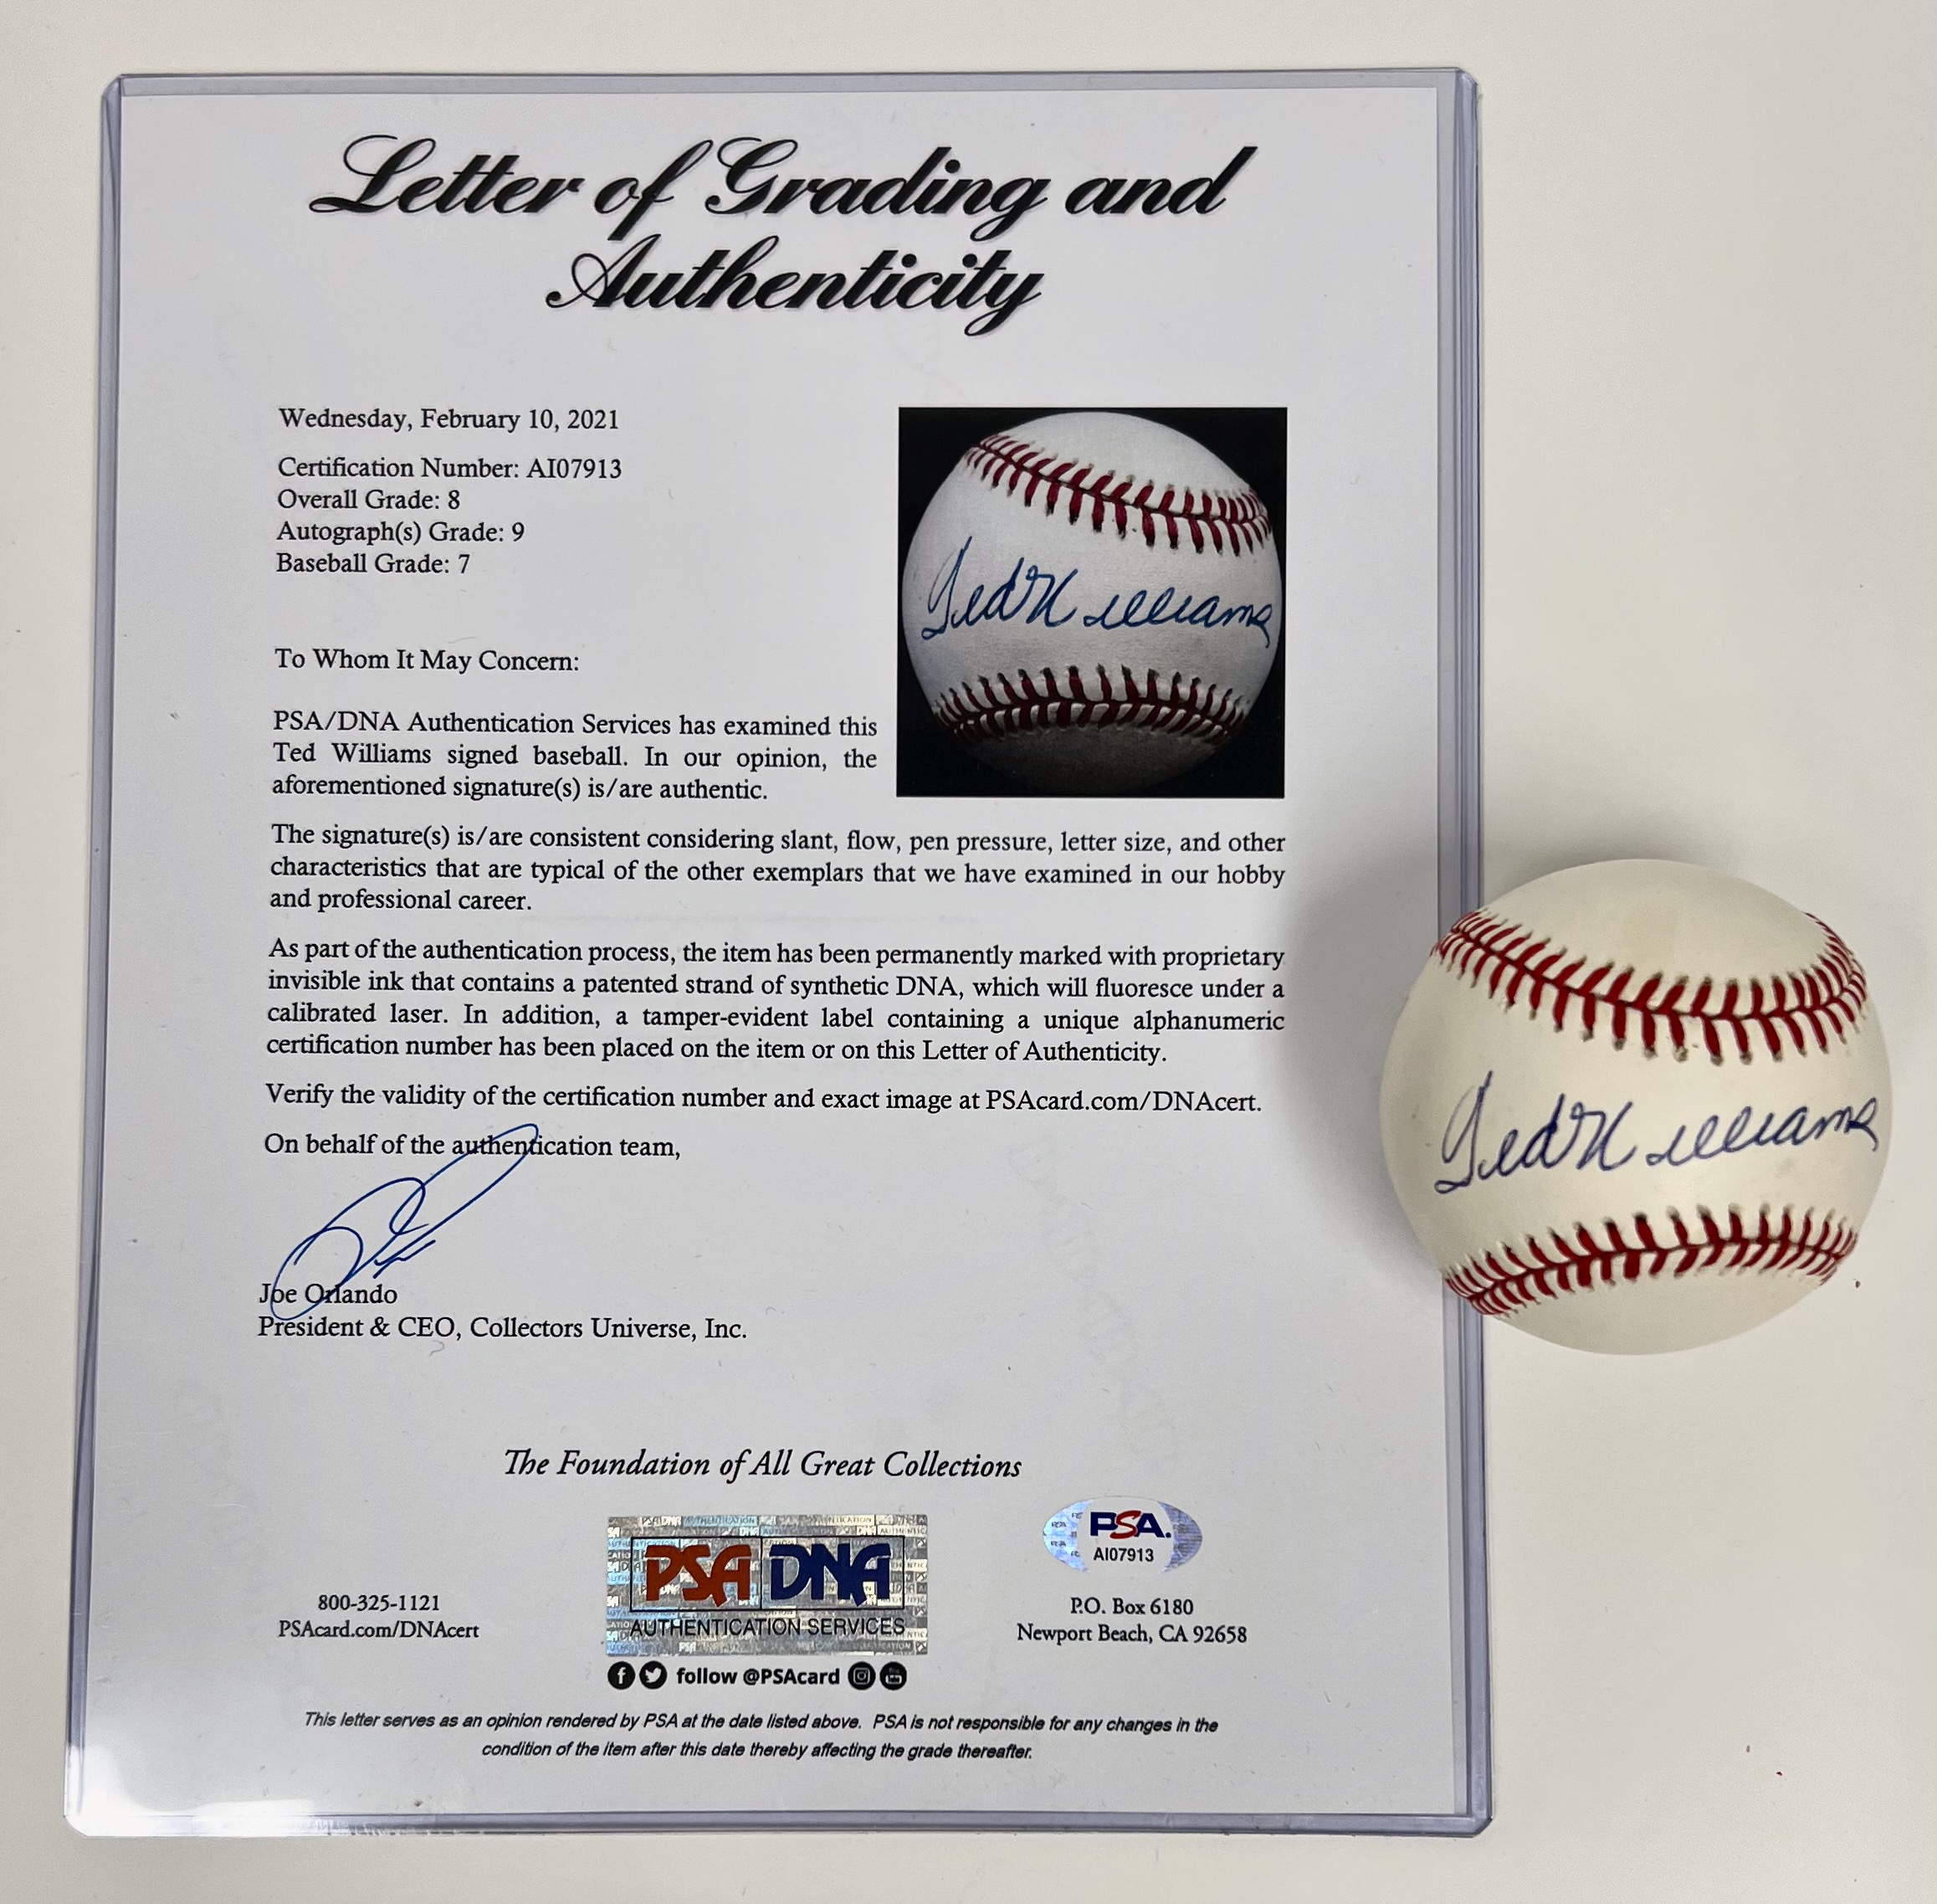 Letter of Grading and
Authenticity
Wednesday, February 10, 2021
Certification Number: AI07913
Overall Grade: 8
Autograph(s) Grade: 9
Baseball Grade: 7
Ted Williams
To Whom It May Concern:
PSA/DNA Authentication Services has examined this
Ted Williams signed baseball. In our opinion, the
aforementioned signature(s) is/are authentic.
The signature(s) is/are consistent considering slant, flow, pen pressure, letter size, and other
characteristics that are typical of the other exemplars that we have examined in our hobby
and professional career.
As part of the authentication process, the item has been permanently marked with proprietary
invisible ink that contains a patented strand of synthetic DNA, which will fluoresce under a
calibrated laser. In addition, a tamper-evident label containing a unique alphanumeric
certification number has been placed on the item or on this Letter of Authenticity.
Verify the validity of the certification number and exact image at PSAcard.com/DNAcert.
On behalf of the authentication team,
Joe Orlando
President & CEO, Collectors Universe, Inc.
Ted Williams
The Foundation of All Great Collections
800-325-1121
PSAcard.com/DNAcert
PSA DNA
AUTHENTICATION SERVICES
follow @PSAcard
PSA.
AI07913
P.O. Box 6180
Newport Beach, CA 92658
This letter serves as an opinion rendered by PSA at the date listed above. PSA is not responsible for any changes in the
condition of the item after this date thereby affecting the grade thereafter.